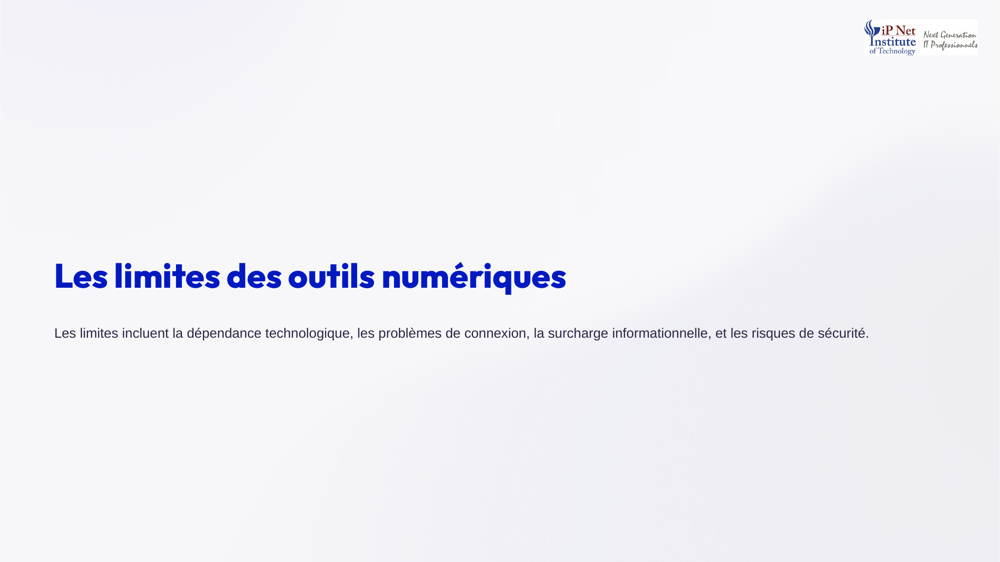 iP Net
Institute
of Technology
Next Generation
IT Professionnels
Les limites des outils numériques
Les limites incluent la dépendance technologique, les problèmes de connexion, la surcharge informationnelle, et les risques de sécurité.